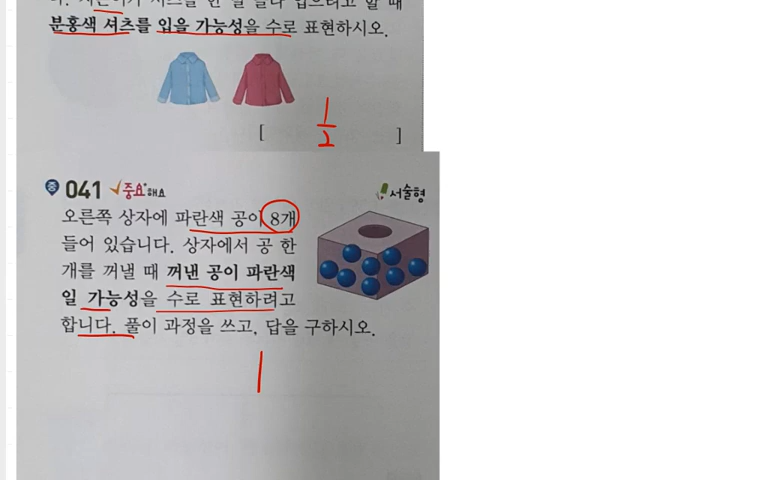 분홍색 셔츠를 입을 가능성을 수로 표현하시오.
[ 1/2 ]
중 041 중요해요 서술형
오른쪽 상자에 파란색 공이 8개
들어 있습니다. 상자에서 공 한
개를 꺼낼 때 꺼낸 공이 파란색
일 가능성을 수로 표현하려고
합니다. 풀이 과정을 쓰고, 답을 구하시오.
1